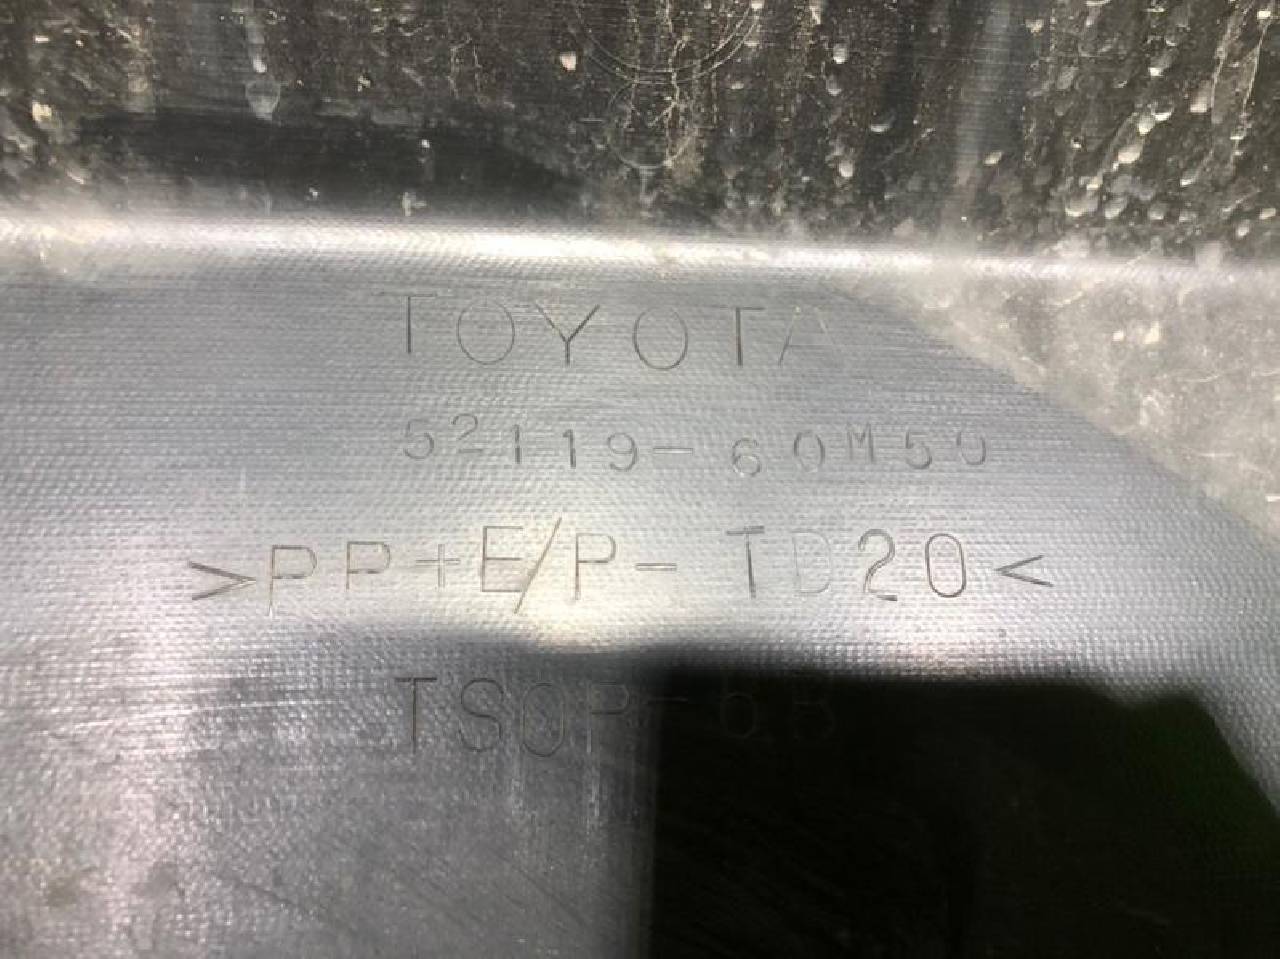 TOYOTA
52119-60M50
>PP+E/P-TD20<
TSOP-6B